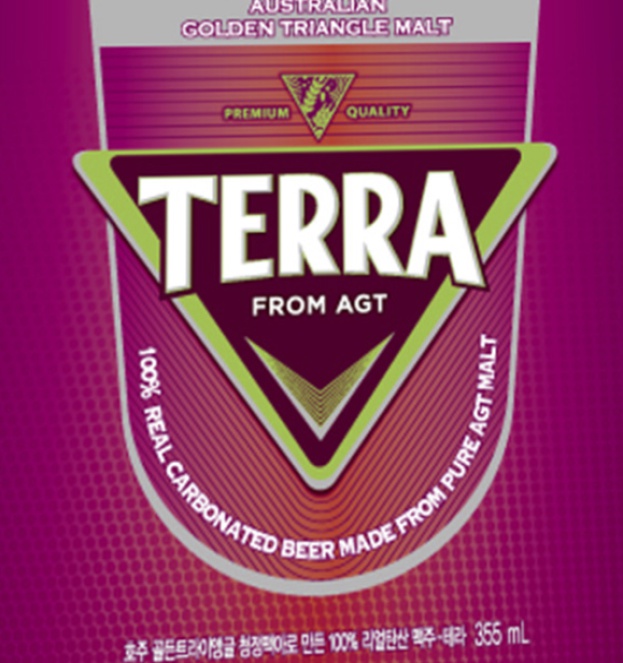 AUSTRALIAN
GOLDEN TRIANGLE MALT
PREMIUM QUALITY
TERRA
FROM AGT
100% REAL CARBONATED BEER MADE FROM PURE AGT MALT
호주 골든트라이앵글 청정맥아로 만든 100% 리얼탄산 맥주-테라 355 mL